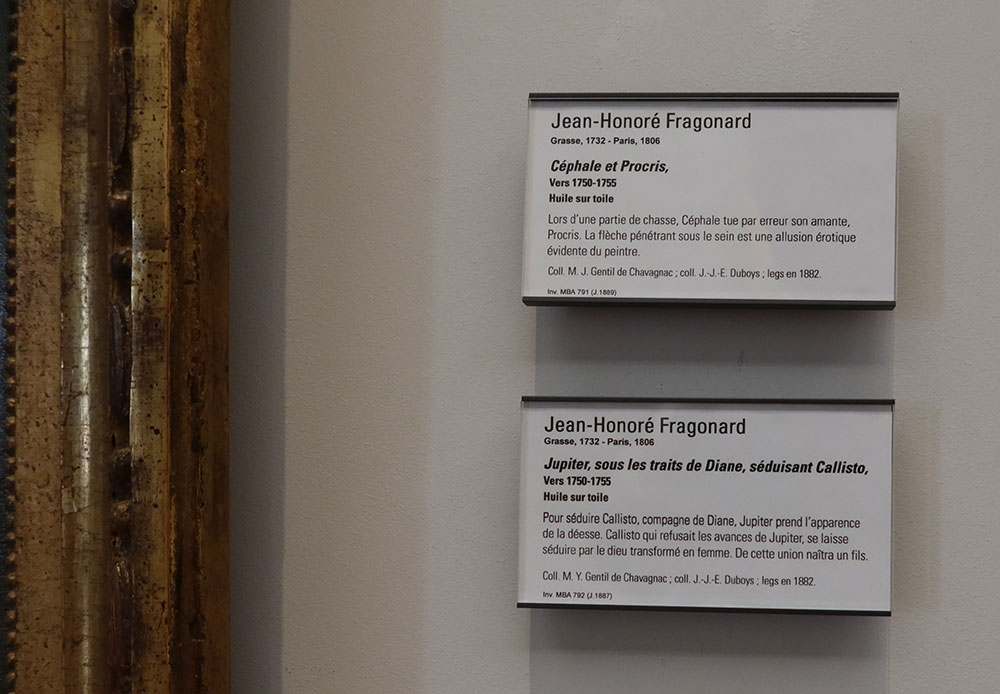 Jean-Honoré Fragonard
Grasse, 1732 - Paris, 1806
Céphale et Procris,
Vers 1750-1755
Huile sur toile
Lors d'une partie de chasse, Céphale tue par erreur son amante,
Procris. La flèche pénétrant sous le sein est une allusion érotique
évidente du peintre.
Coll. M. J. Gentil de Chavagnac ; coll. J.-J.-E. Duboys ; legs en 1882.
Inv. MBA 791 (J.1889)
Jean-Honoré Fragonard
Grasse, 1732 - Paris, 1806
Jupiter, sous les traits de Diane, séduisant Callisto,
Vers 1750-1755
Huile sur toile
Pour séduire Callisto, compagne de Diane, Jupiter prend l'apparence
de la déesse. Callisto qui refusait les avances de Jupiter, se laisse
séduire par le dieu transformé en femme. De cette union naîtra un fils.
Coll. M. Y. Gentil de Chavagnac ; coll. J.-J.-E. Duboys ; legs en 1882.
Inv. MBA 792 (J.1887)